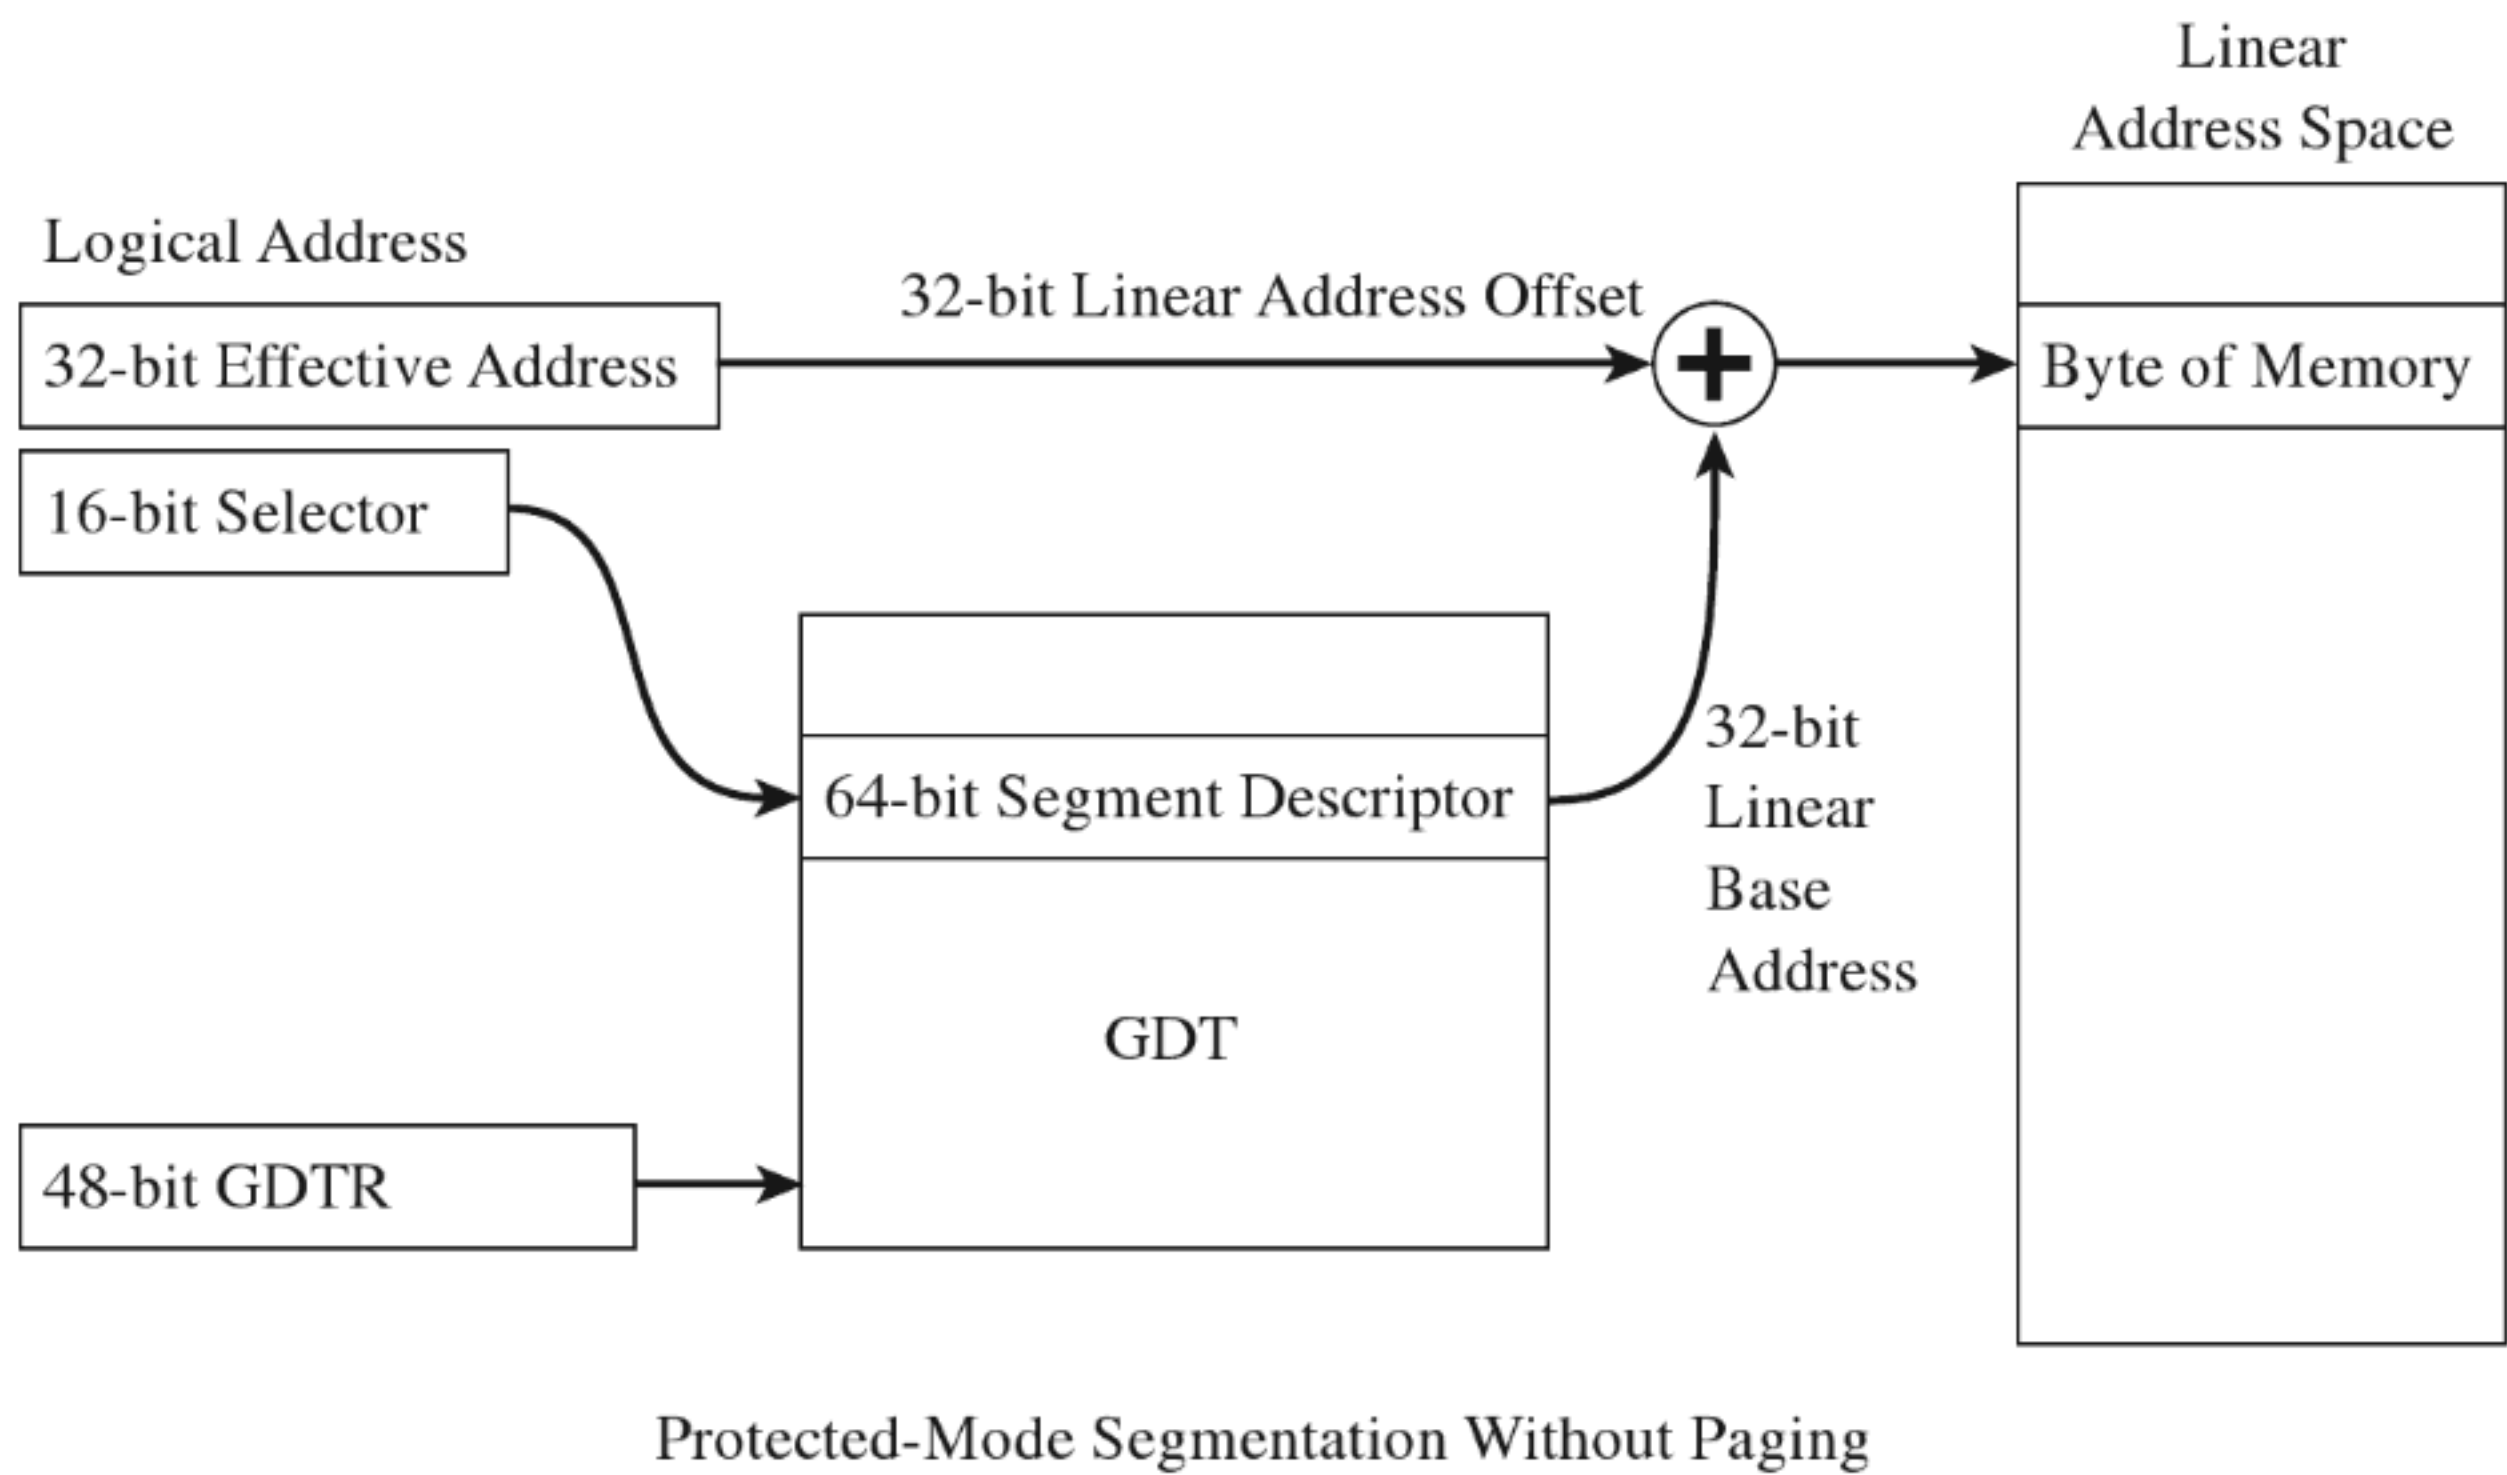 Linear
Address Space
Logical Address
32-bit Linear Address Offset
32-bit Effective Address
Byte of Memory
16-bit Selector
64-bit Segment Descriptor
32-bit
Linear
Base
Address
GDT
48-bit GDTR
Protected-Mode Segmentation Without Paging